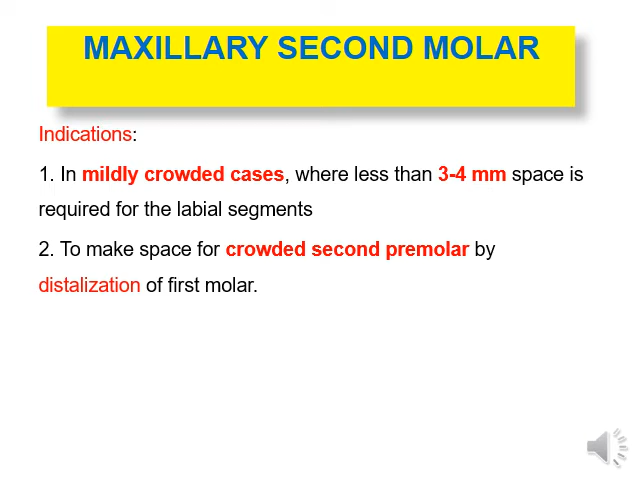 MAXILLARY SECOND MOLAR
Indications:
1. In mildly crowded cases, where less than 3-4 mm space is
required for the labial segments
2. To make space for crowded second premolar by
distalization of first molar.